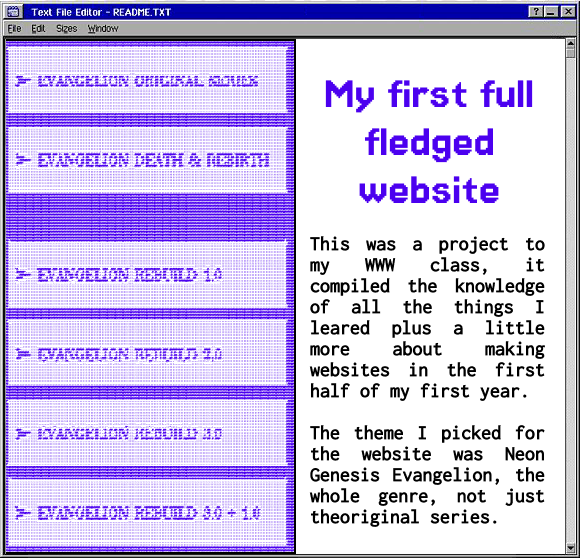 Text File Editor - README.TXT
File Edit Sizes Window
EVANGELION ORIGINAL
EVANGELION DEATH & REBIRTH
EVANGELION REBUILD 1.0
EVANGELION REBUILD 2.0
EVANGELION REBUILD 3.0
EVANGELION REBUILD 3.0 + 1.0
My first full
fledged
website
This was a project to
my WWW class, it
compiled the knowledge
of all the things I
leared plus a little
more about making
websites in the first
half of my first year.
The theme I picked for
the website was Neon
Genesis Evangelion, the
whole genre, not just
theoriginal series.